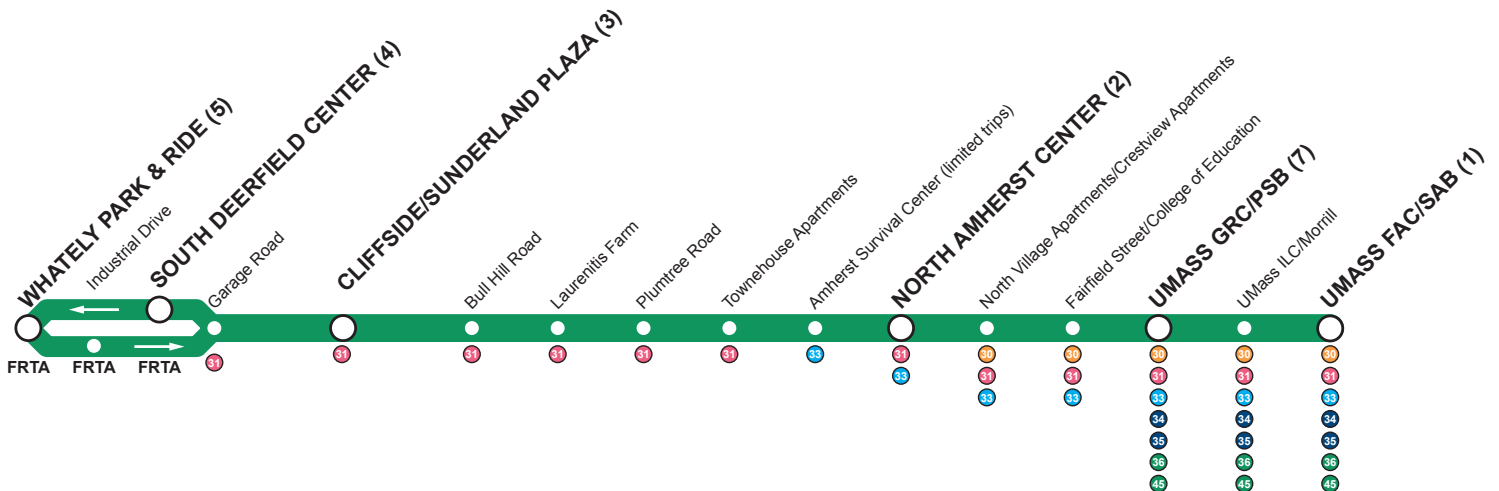 WHATELY PARK & RIDE (5)
Industrial Drive
SOUTH DEERFIELD CENTER (4)
Garage Road
CLIFFSIDE/SUNDERLAND PLAZA (3)
Bull Hill Road
Laurenitis Farm
Plumtree Road
Townehouse Apartments
Amherst Survival Center (limited trips)
NORTH AMHERST CENTER (2)
North Village Apartments/Crestview Apartments
Fairfield Street/College of Education
UMASS GRC/PSB (7)
UMass ILC/Morrill
UMASS FAC/SAB (1)
FRTA FRTA FRTA 31 31 31 31 31 31 33 31 30 30 30 30 30
33 31 31 31 31 31
33 33 33 33 33
34 34 34
35 35 35
36 36 36
45 45 45